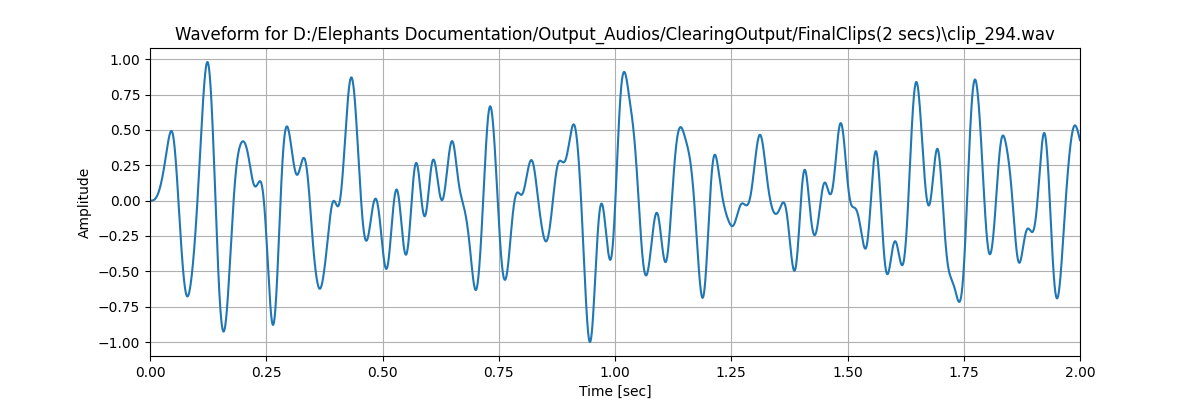 Waveform for D:/Elephants Documentation/Output_Audios/ClearingOutput/FinalClips(2 secs)\clip_294.wav
1.00
0.75
0.50
0.25
0.00
−0.25
−0.50
−0.75
−1.00
Amplitude
0.00 0.25 0.50 0.75 1.00 1.25 1.50 1.75 2.00
Time [sec]